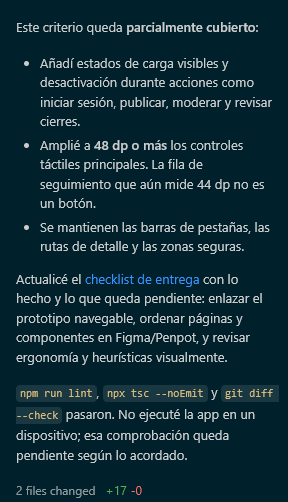 Este criterio queda parcialmente cubierto:
• Añadí estados de carga visibles y
desactivación durante acciones como
iniciar sesión, publicar, moderar y revisar
cierres.
• Amplié a 48 dp o más los controles
táctiles principales. La fila de
seguimiento que aún mide 44 dp no es
un botón.
• Se mantienen las barras de pestañas, las
rutas de detalle y las zonas seguras.
Actualicé el checklist de entrega con lo
hecho y lo que queda pendiente: enlazar el
prototipo navegable, ordenar páginas y
componentes en Figma/Penpot, y revisar
ergonomía y heurísticas visualmente.
npm run lint, npx tsc --noEmit y git diff
--check pasaron. No ejecuté la app en un
dispositivo; esa comprobación queda
pendiente según lo acordado.
2 files changed +17 -0